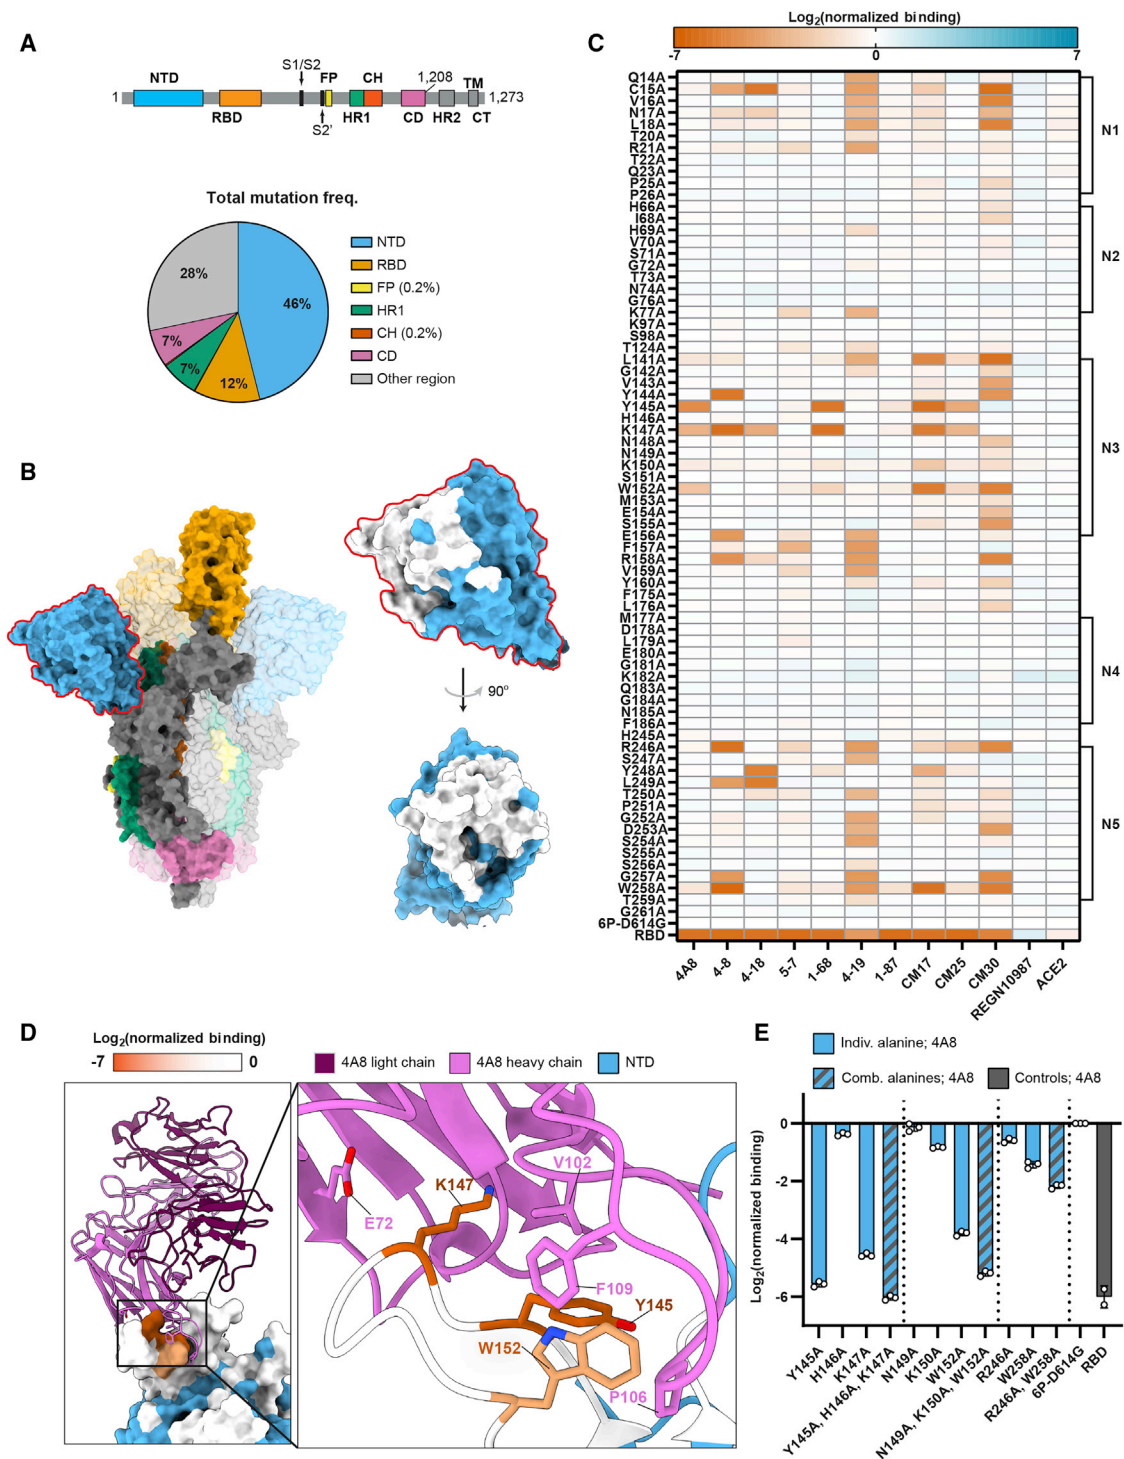 A
S1/S2
NTD
FP
CH
1,208
TM
1
1,273
RBD
S2'
HR1
CD
HR2
CT
Total mutation freq.
28%
46%
7%
7%
12%
NTD
RBD
FP (0.2%)
HR1
CH (0.2%)
CD
Other region
B
90°
C
Log2(normalized binding)
-7
0
7
Q14A
C15A
V16A
N17A
L18A
T20A
R21A
T22A
Q23A
P25A
P26A
H66A
I68A
H69A
V70A
S71A
G72A
T73A
N74A
G76A
K77A
K97A
S98A
T124A
L141A
G142A
V143A
Y144A
Y145A
H146A
K147A
N148A
N149A
K150A
S151A
W152A
M153A
E154A
S155A
E156A
F157A
R158A
V159A
Y160A
F175A
L176A
M177A
D178A
L179A
E180A
G181A
K182A
Q183A
G184A
N185A
F186A
H245A
R246A
S247A
Y248A
L249A
T250A
P251A
G252A
D253A
S254A
S255A
S256A
G257A
W258A
T259A
G261A
6P-D614G
RBD
N1
N2
N3
N4
N5
4A8
4-8
4-18
5-7
1-68
4-19
1-87
CM17
CM25
CM30
REGN10987
ACE2
D
Log2(normalized binding)
-7
0
4A8 light chain
4A8 heavy chain
NTD
V102
K147
E72
F109
Y145
W152
P106
E
Indiv. alanine; 4A8
Comb. alanines; 4A8
Controls; 4A8
Log2(normalized binding)
0
-2
-4
-6
Y145A
H146A
K147A
Y145A, H146A, K147A
N149A
K150A
W152A
N149A, K150A, W152A
R246A
W258A
R246A, W258A
6P-D614G
RBD